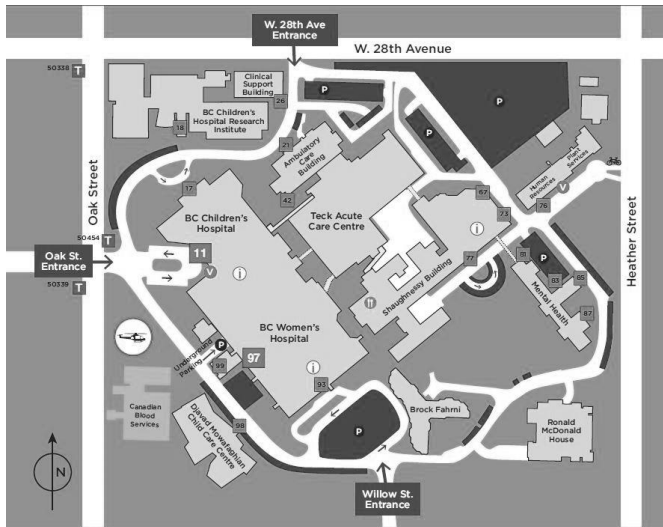 W. 28th Ave
Entrance
W. 28th Avenue
50338
T
Clinical
Support
Building
26
P
P
BC Children's
Hospital Research
Institute
18
21
Ambulatory
Care
Building
P
Human
Resources
Plant
Services
V
17
42
67
73
76
Oak Street
BC Children's
Hospital
Teck Acute
Care Centre
i
Heather Street
50454
T
11
V
Oak St.
Entrance
i
77
81
P
83
85
50339
T
Shaughnessy Building
Mental Health
87
BC Women's
Hospital
Underground
Parking
P
97
99
i
93
Canadian
Blood
Services
98
Djavad Mowafaghian
Child Care Centre
P
Brock Fahrni
Ronald
McDonald
House
N
Willow St.
Entrance